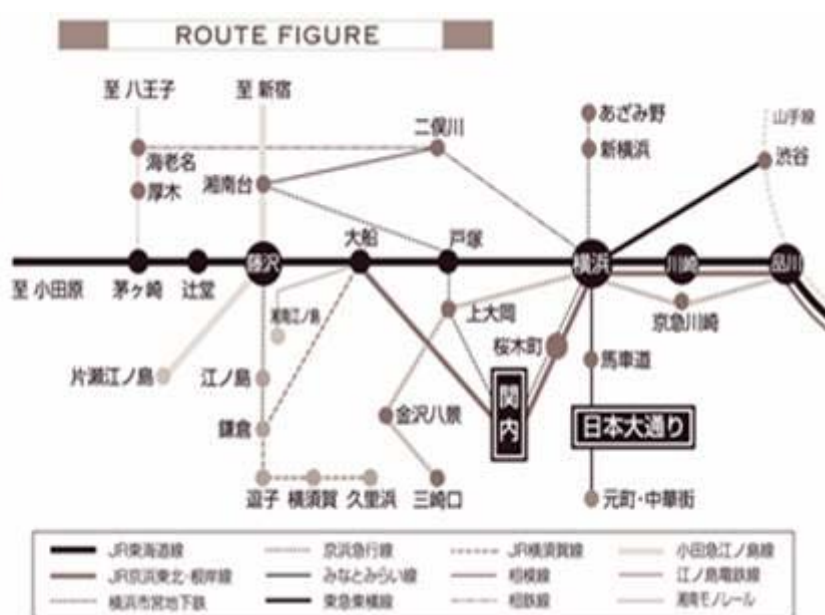 ROUTE FIGURE
至 八王子
至 新宿
あざみ野
山手線
二俣川
海老名
新横浜
渋谷
湘南台
厚木
大船
戸塚
藤沢
横浜
川崎
品川
至 小田原
茅ヶ崎
辻堂
湘南江ノ島
上大岡
京急川崎
桜木町
馬車道
片瀬江ノ島
江ノ島
関内
鎌倉
金沢八景
日本大通り
逗子
横須賀
久里浜
三崎口
元町・中華街
JR東海道線
京浜急行線
JR横須賀線
小田急江ノ島線
JR京浜東北・根岸線
みなとみらい線
相模線
江ノ島電鉄線
横浜市営地下鉄
東急東横線
相鉄線
湘南モノレール